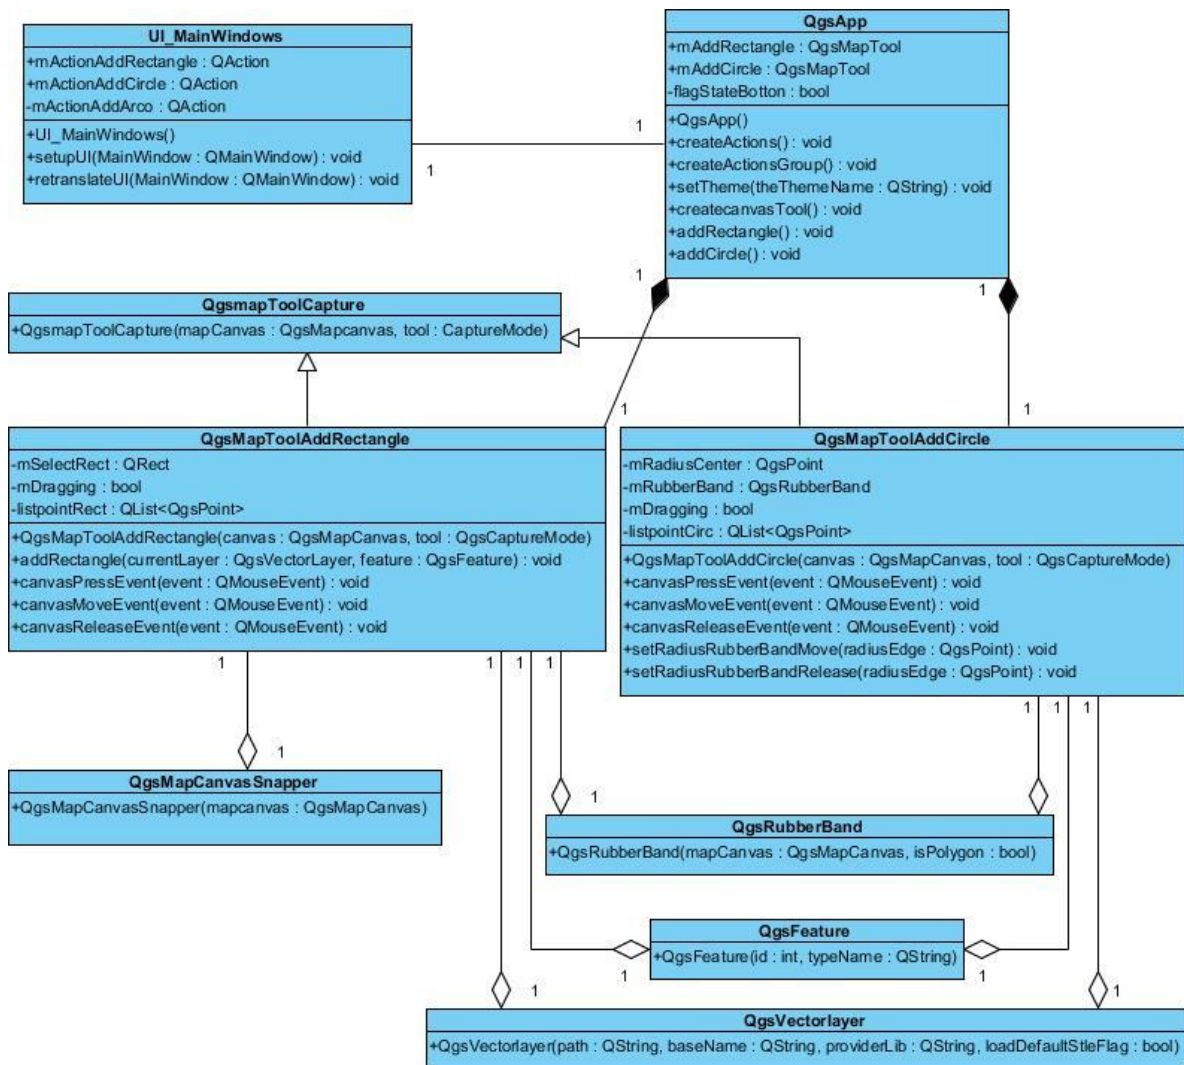 UI_MainWindows
+mActionAddRectangle : QAction
+mActionAddCircle : QAction
-mActionAddArco : QAction
+UI_MainWindows()
+setupUI(MainWindow : QMainWindow) : void
+retranslateUI(MainWindow : QMainWindow) : void
1
1
QgsApp
+mAddRectangle : QgsMapTool
+mAddCircle : QgsMapTool
-flagStateBotton : bool
+QgsApp()
+createActions() : void
+createActionsGroup() : void
+setTheme(theThemeName : QString) : void
+createcanvasTool() : void
+addRectangle() : void
+addCircle() : void
1
1
QgsmapToolCapture
+QgsmapToolCapture(mapCanvas : QgsMapcanvas, tool : CaptureMode)
1
1
QgsMapToolAddRectangle
-mSelectRect : QRect
-mDragging : bool
-listpointRect : QList<QgsPoint>
+QgsMapToolAddRectangle(canvas : QgsMapCanvas, tool : QgsCaptureMode)
+addRectangle(currentLayer : QgsVectorLayer, feature : QgsFeature) : void
+canvasPressEvent(event : QMouseEvent) : void
+canvasMoveEvent(event : QMouseEvent) : void
+canvasReleaseEvent(event : QMouseEvent) : void
QgsMapToolAddCircle
-mRadiusCenter : QgsPoint
-mRubberBand : QgsRubberBand
-mDragging : bool
-listpointCirc : QList<QgsPoint>
+QgsMapToolAddCircle(canvas : QgsMapCanvas, tool : QgsCaptureMode)
+canvasPressEvent(event : QMouseEvent) : void
+canvasMoveEvent(event : QMouseEvent) : void
+canvasReleaseEvent(event : QMouseEvent) : void
+setRadiusRubberBandMove(radiusEdge : QgsPoint) : void
+setRadiusRubberBandRelease(radiusEdge : QgsPoint) : void
1
1 1 1
1 1 1
1
QgsMapCanvasSnapper
+QgsMapCanvasSnapper(mapcanvas : QgsMapCanvas)
1
1
QgsRubberBand
+QgsRubberBand(mapCanvas : QgsMapCanvas, isPolygon : bool)
QgsFeature
+QgsFeature(id : int, typeName : QString)
1
1
1
1
QgsVectorlayer
+QgsVectorlayer(path : QString, baseName : QString, providerLib : QString, loadDefaultStleFlag : bool)